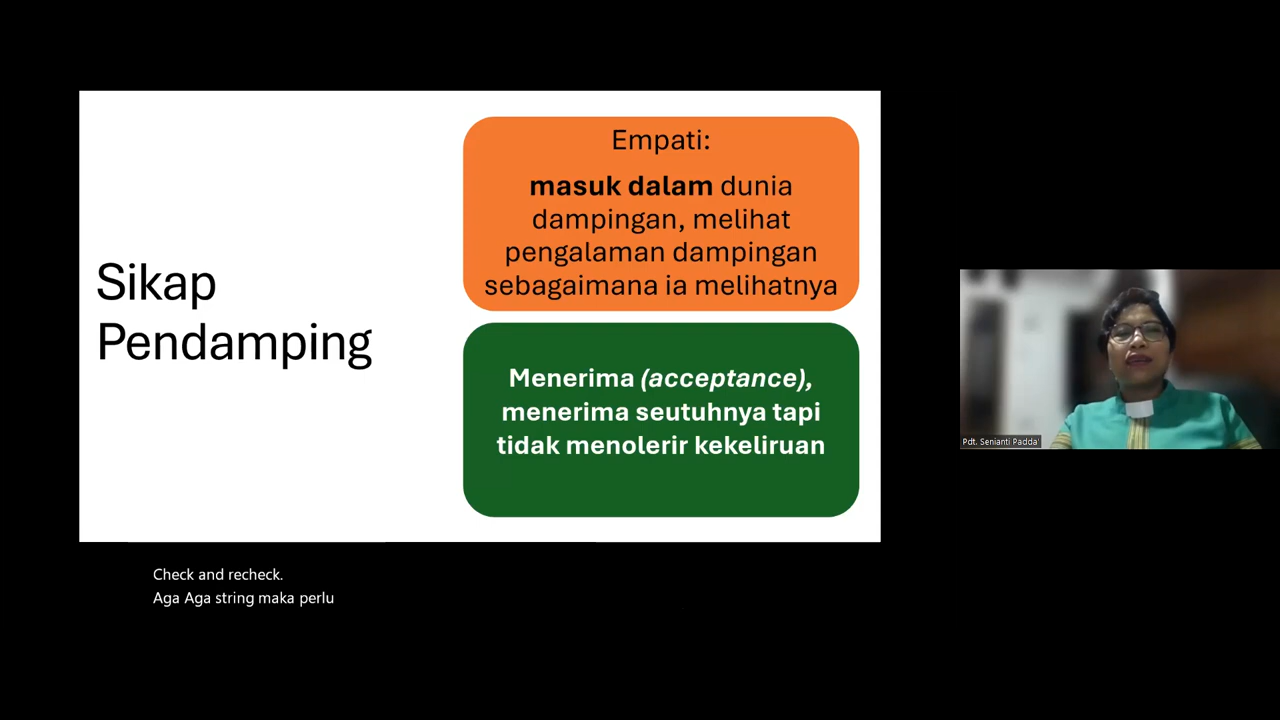 Sikap
Pendamping
Empati:
masuk dalam dunia
dampingan, melihat
pengalaman dampingan
sebagaimana ia melihatnya
Menerima (acceptance),
menerima seutuhnya tapi
tidak menolerir kekeliruan
Pdt. Senianti Padda'
Check and recheck.
Aga Aga string maka perlu